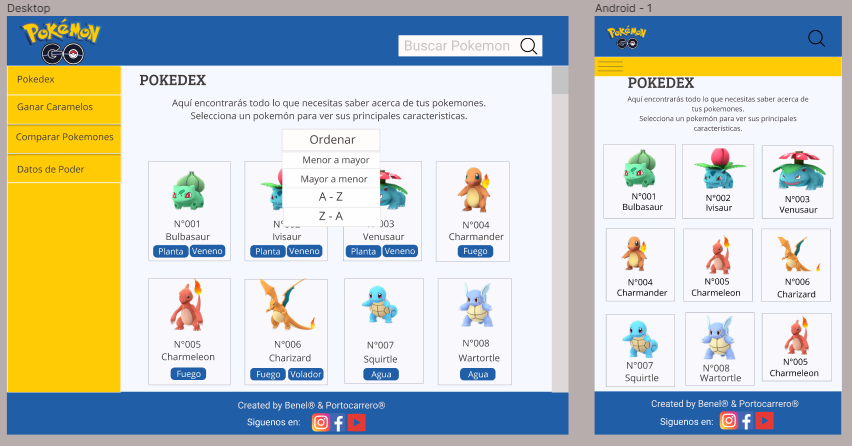 Desktop
Pokémon
GO
Buscar Pokemon
Pokedex
Ganar Caramelos
Comparar Pokemones
Datos de Poder
POKEDEX
Aquí encontrarás todo lo que necesitas saber acerca de tus pokemones.
Selecciona un pokemón para ver sus principales caracteristicas.
Ordenar
Menor a mayor
Mayor a menor
A - Z
Z - A
N°001
Bulbasaur
Planta Veneno
Ivisaur
Planta Veneno
N°003
Venusaur
Planta Veneno
N°004
Charmander
Fuego
N°005
Charmeleon
Fuego
N°006
Charizard
Fuego Volador
N°007
Squirtle
Agua
N°008
Wartortle
Agua
Created by Benel® & Portocarrero®
Siguenos en:
Android - 1
Pokémon
GO
POKEDEX
Aquí encontrarás todo lo que necesitas saber acerca de
tus pokemones.
Selecciona un pokemón para ver sus principales
caracteristicas.
N°001
Bulbasaur
N°002
Ivisaur
N°003
Venusaur
N°004
Charmander
N°005
Charmeleon
N°006
Charizard
N°007
Squirtle
N°008
Wartortle
N°005
Charmeleon
Created by Benel® & Portocarrero®
Siguenos en: